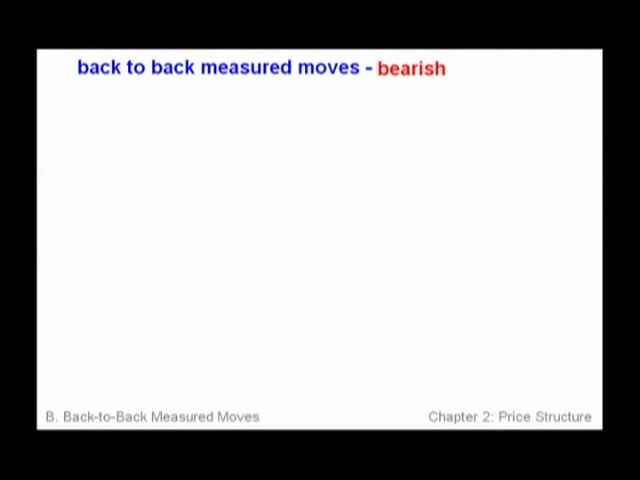 back to back measured moves - bearish
B. Back-to-Back Measured Moves
Chapter 2: Price Structure